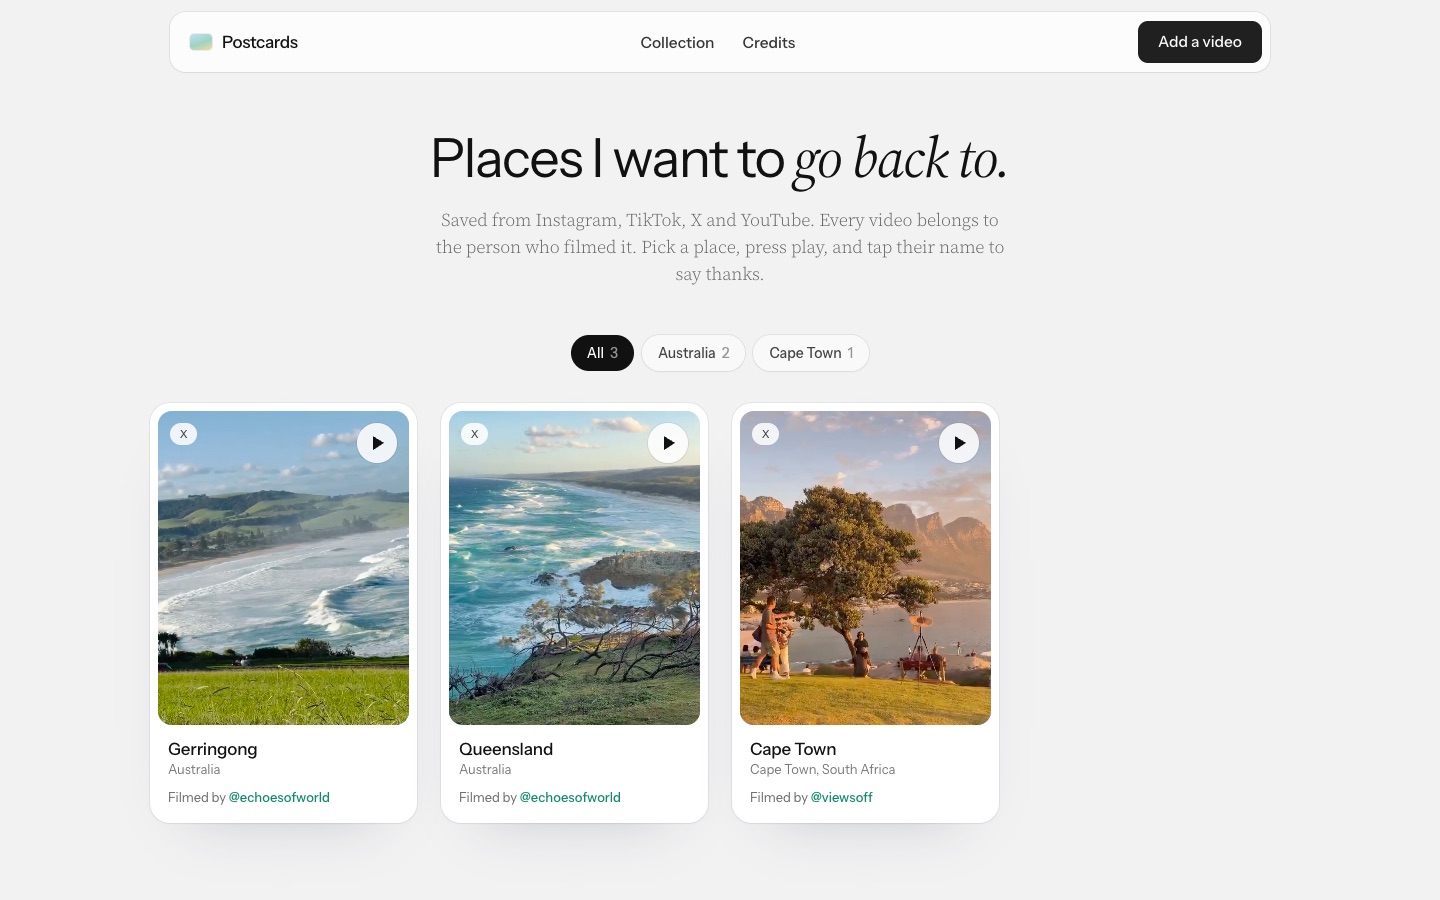 Postcards
Collection
Credits
Add a video
Places I want to go back to.
Saved from Instagram, TikTok, X and YouTube. Every video belongs to
the person who filmed it. Pick a place, press play, and tap their name to
say thanks.
All 3
Australia 2
Cape Town 1
X
X
X
Gerringong
Australia
Filmed by @echoesofworld
Queensland
Australia
Filmed by @echoesofworld
Cape Town
Cape Town, South Africa
Filmed by @viewsoff